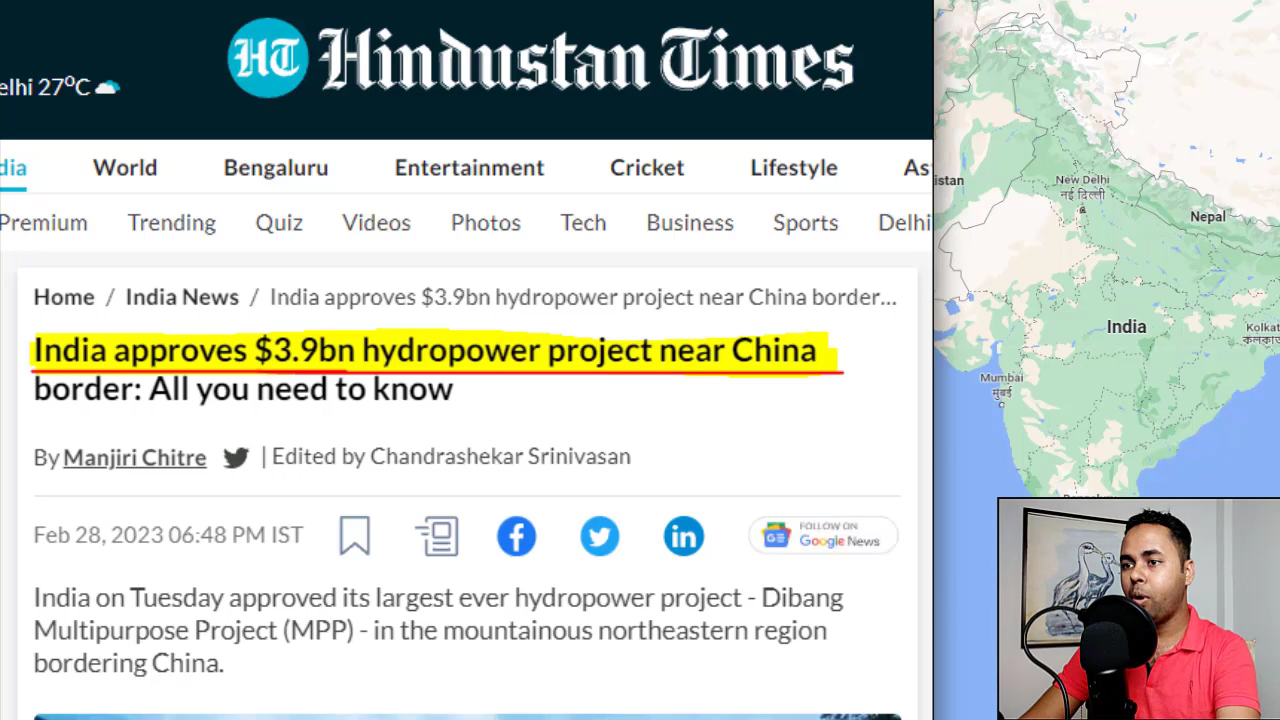 HT Hindustan Times
elhi 27°C
dia World Bengaluru Entertainment Cricket Lifestyle As
Premium Trending Quiz Videos Photos Tech Business Sports Delhi
Home / India News / India approves $3.9bn hydropower project near China border...
India approves $3.9bn hydropower project near China
border: All you need to know
By Manjiri Chitre | Edited by Chandrashekar Srinivasan
Feb 28, 2023 06:48 PM IST
FOLLOW ON
Google News
India on Tuesday approved its largest ever hydropower project - Dibang
Multipurpose Project (MPP) - in the mountainous northeastern region
bordering China.
istan
New Delhi
नई दिल्ली
Nepal
India
Kolkat
कलका
Mumbai
मुंबई